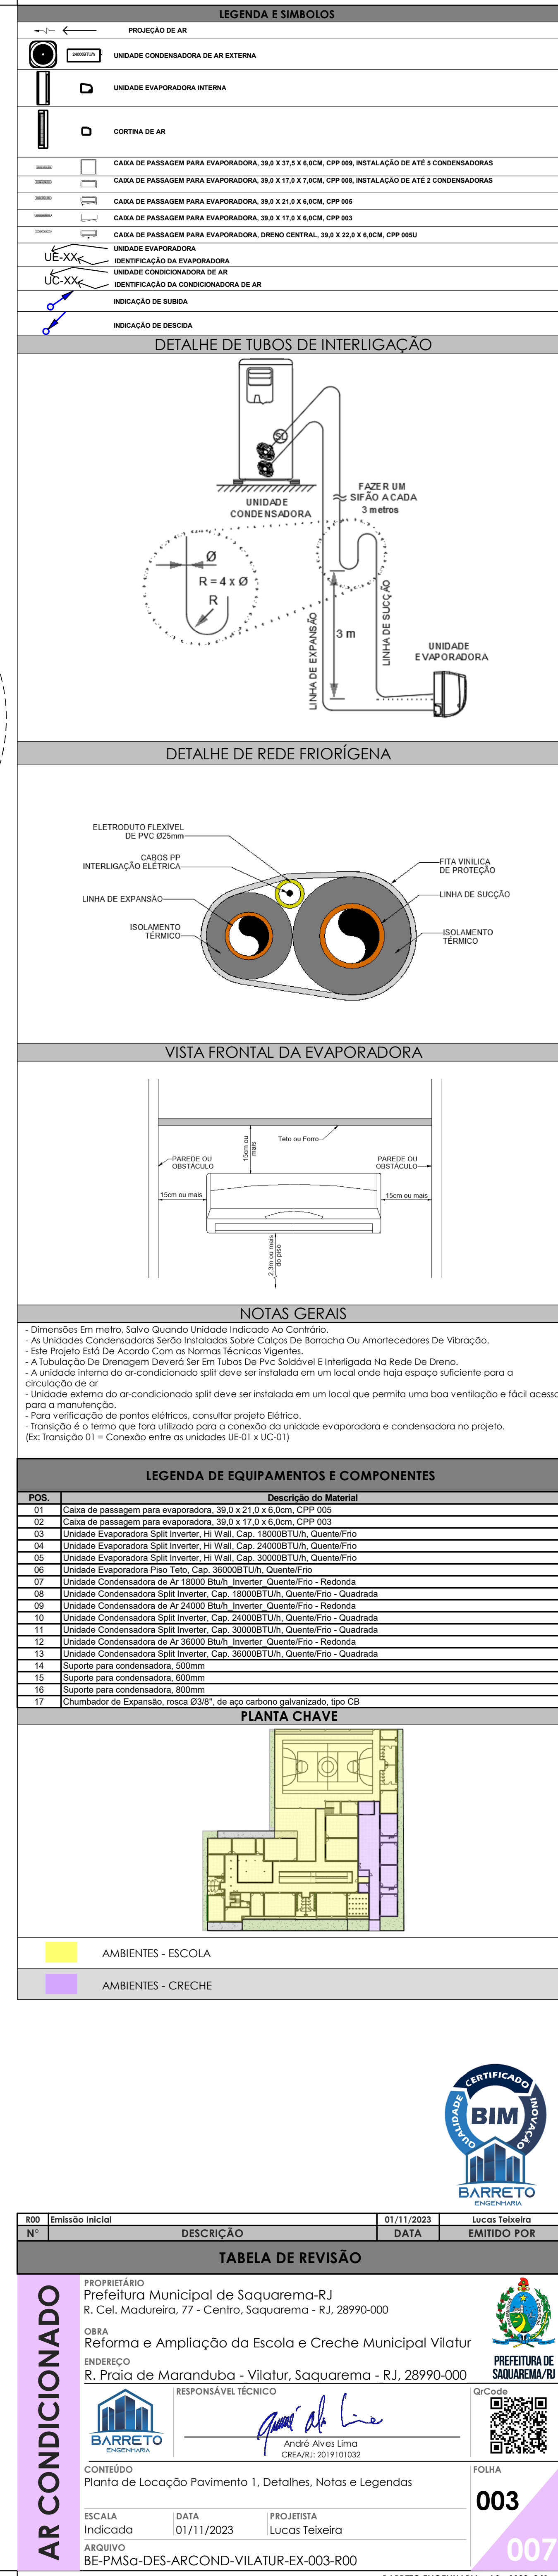 LEGENDA E SIMBOLOS
PROJEÇÃO DE AR
24000BTU/R
UNIDADE CONDENSADORA DE AR EXTERNA
UNIDADE EVAPORADORA INTERNA
CORTINA DE AR
CAIXA DE PASSAGEM PARA EVAPORADORA, 39,0 X 37,5 X 6,0CM, CPP 009, INSTALAÇÃO DE ATÉ 5 CONDENSADORAS
CAIXA DE PASSAGEM PARA EVAPORADORA, 39,0 X 17,0 X 7,0CM, CPP 008, INSTALAÇÃO DE ATÉ 2 CONDENSADORAS
CAIXA DE PASSAGEM PARA EVAPORADORA, 39,0 X 21,0 X 6,0CM, CPP 005
CAIXA DE PASSAGEM PARA EVAPORADORA, 39,0 X 17,0 X 6,0CM, CPP 003
CAIXA DE PASSAGEM PARA EVAPORADORA, DRENO CENTRAL, 39,0 X 22,0 X 6,0CM, CPP 005U
UNIDADE EVAPORADORA
UE-XX
IDENTIFICAÇÃO DA EVAPORADORA
UNIDADE CONDICIONADORA DE AR
UC-XX
IDENTIFICAÇÃO DA CONDICIONADORA DE AR
INDICAÇÃO DE SUBIDA
INDICAÇÃO DE DESCIDA
DETALHE DE TUBOS DE INTERLIGAÇÃO
UNIDADE
CONDENSADORA
FAZER UM
SIFÃO A CADA
3 metros
Ø
R = 4 x Ø
R
LINHA DE EXPANSÃO
3 m
LINHA DE SUCÇÃO
UNIDADE
EVAPORADORA
DETALHE DE REDE FRIORÍGENA
ELETRODUTO FLEXÍVEL
DE PVC Ø25mm
CABOS PP
INTERLIGAÇÃO ELÉTRICA
LINHA DE EXPANSÃO
ISOLAMENTO
TÉRMICO
FITA VINÍLICA
DE PROTEÇÃO
LINHA DE SUCÇÃO
ISOLAMENTO
TÉRMICO
VISTA FRONTAL DA EVAPORADORA
15cm ou
mais
Teto ou Forro
PAREDE OU
OBSTÁCULO
PAREDE OU
OBSTÁCULO
15cm ou mais
15cm ou mais
2.3m ou mais
do piso
NOTAS GERAIS
- Dimensões Em metro, Salvo Quando Unidade Indicado Ao Contrário.
- As Unidades Condensadoras Serão Instaladas Sobre Calços De Borracha Ou Amortecedores De Vibração.
- Este Projeto Está De Acordo Com as Normas Técnicas Vigentes.
- A Tubulação De Drenagem Deverá Ser Em Tubos De Pvc Soldável E Interligada Na Rede De Dreno.
- A unidade interna do ar-condicionado split deve ser instalada em um local onde haja espaço suficiente para a
circulação de ar
- Unidade externa do ar-condicionado split deve ser instalada em um local que permita uma boa ventilação e fácil acesso
para a manutenção.
- Para verificação de pontos elétricos, consultar projeto Elétrico.
- Transição é o termo que fora utilizado para a conexão da unidade evaporadora e condensadora no projeto.
(Ex: Transição 01 = Conexão entre as unidades UE-01 x UC-01)
LEGENDA DE EQUIPAMENTOS E COMPONENTES
POS. Descrição do Material
01 Caixa de passagem para evaporadora, 39,0 x 21,0 x 6,0cm, CPP 005
02 Caixa de passagem para evaporadora, 39,0 x 17,0 x 6,0cm, CPP 003
03 Unidade Evaporadora Split Inverter, Hi Wall, Cap. 18000BTU/h, Quente/Frio
04 Unidade Evaporadora Split Inverter, Hi Wall, Cap. 24000BTU/h, Quente/Frio
05 Unidade Evaporadora Split Inverter, Hi Wall, Cap. 30000BTU/h, Quente/Frio
06 Unidade Evaporadora Piso Teto, Cap. 36000BTU/h, Quente/Frio
07 Unidade Condensadora de Ar 18000 Btu/h_Inverter_Quente/Frio - Redonda
08 Unidade Condensadora Split Inverter, Cap. 18000BTU/h, Quente/Frio - Quadrada
09 Unidade Condensadora de Ar 24000 Btu/h_Inverter_Quente/Frio - Redonda
10 Unidade Condensadora Split Inverter, Cap. 24000BTU/h, Quente/Frio - Quadrada
11 Unidade Condensadora Split Inverter, Cap. 30000BTU/h, Quente/Frio - Quadrada
12 Unidade Condensadora de Ar 36000 Btu/h_Inverter_Quente/Frio - Redonda
13 Unidade Condensadora Split Inverter, Cap. 36000BTU/h, Quente/Frio - Quadrada
14 Suporte para condensadora, 500mm
15 Suporte para condensadora, 600mm
16 Suporte para condensadora, 800mm
17 Chumbador de Expansão, rosca Ø3/8", de aço carbono galvanizado, tipo CB
PLANTA CHAVE
AMBIENTES - ESCOLA
AMBIENTES - CRECHE
CERTIFICADO
QUALIDADE
INOVAÇÃO
BIM
BARRETO
ENGENHARIA
R00 Emissão Inicial 01/11/2023 Lucas Teixeira
N° DESCRIÇÃO DATA EMITIDO POR
TABELA DE REVISÃO
AR CONDICIONADO
PROPRIETÁRIO
Prefeitura Municipal de Saquarema-RJ
R. Cel. Madureira, 77 - Centro, Saquarema - RJ, 28990-000
OBRA
Reforma e Ampliação da Escola e Creche Municipal Vilatur
ENDEREÇO
R. Praia de Maranduba - Vilatur, Saquarema - RJ, 28990-000
PREFEITURA DE
SAQUAREMA/RJ
BARRETO
ENGENHARIA
RESPONSÁVEL TÉCNICO
André Alves Lima
CREA/RJ: 2019101032
QrCode
CONTEÚDO
Planta de Locação Pavimento 1, Detalhes, Notas e Legendas
FOLHA
003
007
ESCALA
Indicada
DATA
01/11/2023
PROJETISTA
Lucas Teixeira
ARQUIVO
BE-PMSa-DES-ARCOND-VILATUR-EX-003-R00